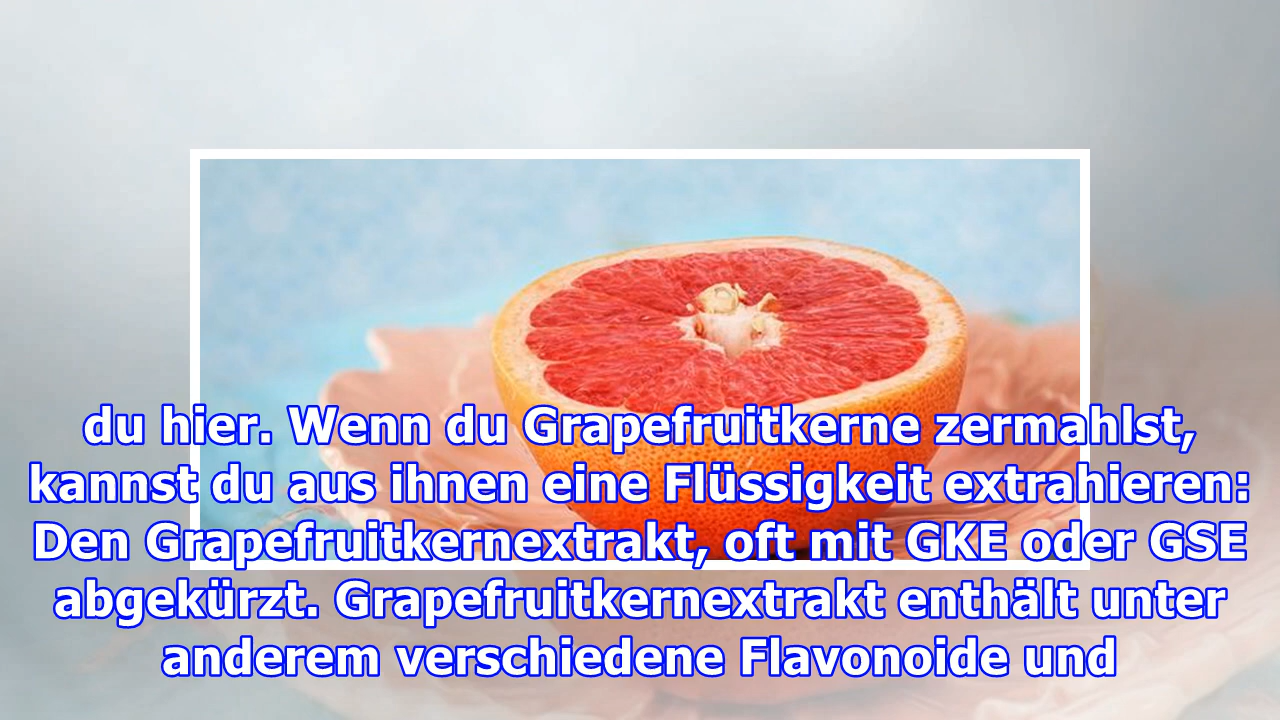 du hier. Wenn du Grapefruitkerne zermahlst,
kannst du aus ihnen eine Flüssigkeit extrahieren:
Den Grapefruitkernextrakt, oft mit GKE oder GSE
abgekürzt. Grapefruitkernextrakt enthält unter
anderem verschiedene Flavonoide und